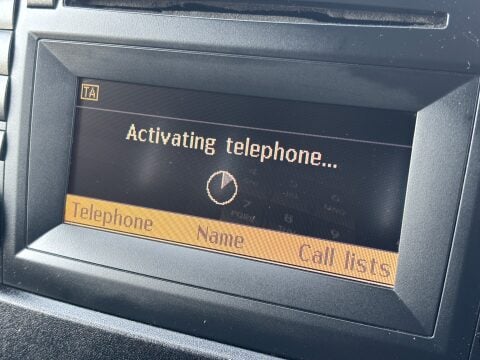 TA
Activating telephone...
Telephone Name Call lists